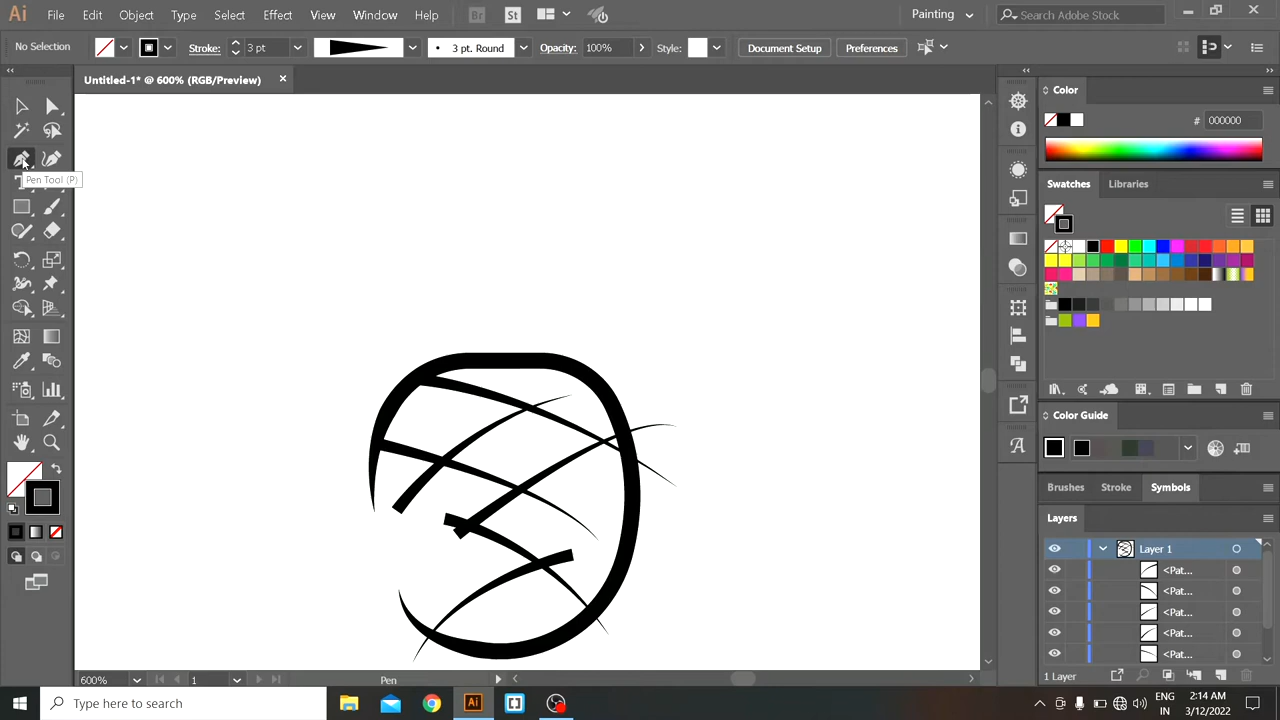 Ai File Edit Object Type Select Effect View Window Help Br St Painting Search Adobe Stock
No Selection Stroke: 3 pt 3 pt. Round Opacity: 100% Style: Document Setup Preferences
Untitled-1* @ 600% (RGB/Preview)
Color
# 000000
Pen Tool (P)
Swatches Libraries
Color Guide
Brushes Stroke Symbols
Layers
Layer 1
<Pat...
<Pat...
<Pat...
<Pat...
<Pat...
1 Layer
600% 1 Pen
Type here to search
Ai
ENG
IN
2:14 AM
3/12/2022